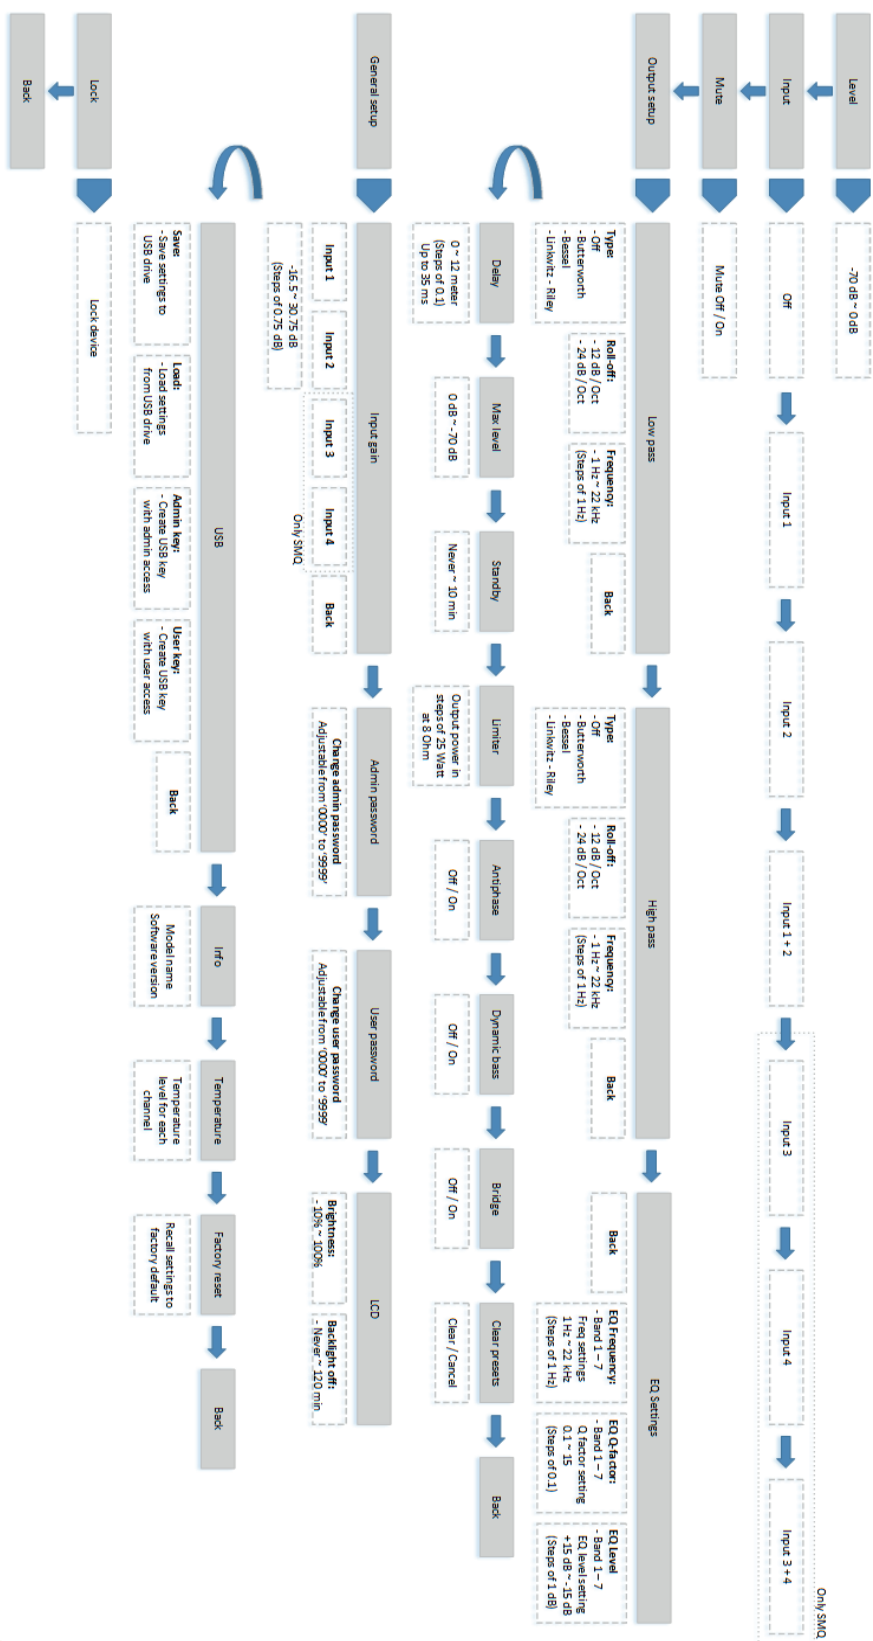 Level
-70 dB ~ 0 dB
Input
Off
Input 1
Input 2
Input 1 + 2
Input 3
Input 4
Input 3 + 4
Only SMQ
Mute
Mute Off / On
Output setup
Low pass
Type:
- Off
- Butterworth
- Bessel
- Linkwitz - Riley
Roll-off:
- 12 dB / Oct
- 24 dB / Oct
Frequency:
- 1 Hz ~ 22 kHz
(Steps of 1 Hz)
Back
High pass
Type:
- Off
- Butterworth
- Bessel
- Linkwitz - Riley
Roll-off:
- 12 dB / Oct
- 24 dB / Oct
Frequency:
- 1 Hz ~ 22 kHz
(Steps of 1 Hz)
Back
EQ Settings
Back
EQ Frequency:
- Band 1 – 7
Freq settings
1 Hz ~ 22 kHz
(Steps of 1 Hz)
EQ Q-factor:
- Band 1 – 7
Q factor setting
0.1 ~ 15
(Steps of 0.1)
EQ Level
- Band 1 – 7
EQ level setting
+15 dB ~ -15 dB
(Steps of 1 dB)
Delay
0 ~ 12 meter
(Steps of 0.1)
Up to 35 ms
Max level
0 dB ~ -70 dB
Standby
Never ~ 10 min
Limiter
Output power in
steps of 25 Watt
at 8 Ohm
Antiphase
Off / On
Dynamic bass
Off / On
Bridge
Off / On
Clear presets
Clear / Cancel
Back
General setup
Input gain
Input 1
Input 2
Input 3
Input 4
Back
-16.5 ~ 30.75 dB
(Steps of 0.75 dB)
Only SMQ
Admin password
Change admin password
Adjustable from '0000' to '9999'
User password
Change user password
Adjustable from '0000' to '9999'
LCD
Brightness:
- 10% ~ 100%
Backlight off:
- Never ~ 120 min
USB
Save:
- Save settings to
USB drive
Load:
- Load settings
from USB drive
Admin key:
- Create USB key
with admin access
User key:
- Create USB key
with user access
Back
Info
Model name
Software version
Temperature
Temperature
level for each
channel
Factory reset
Recall settings to
factory default
Back
Lock
Lock device
Back